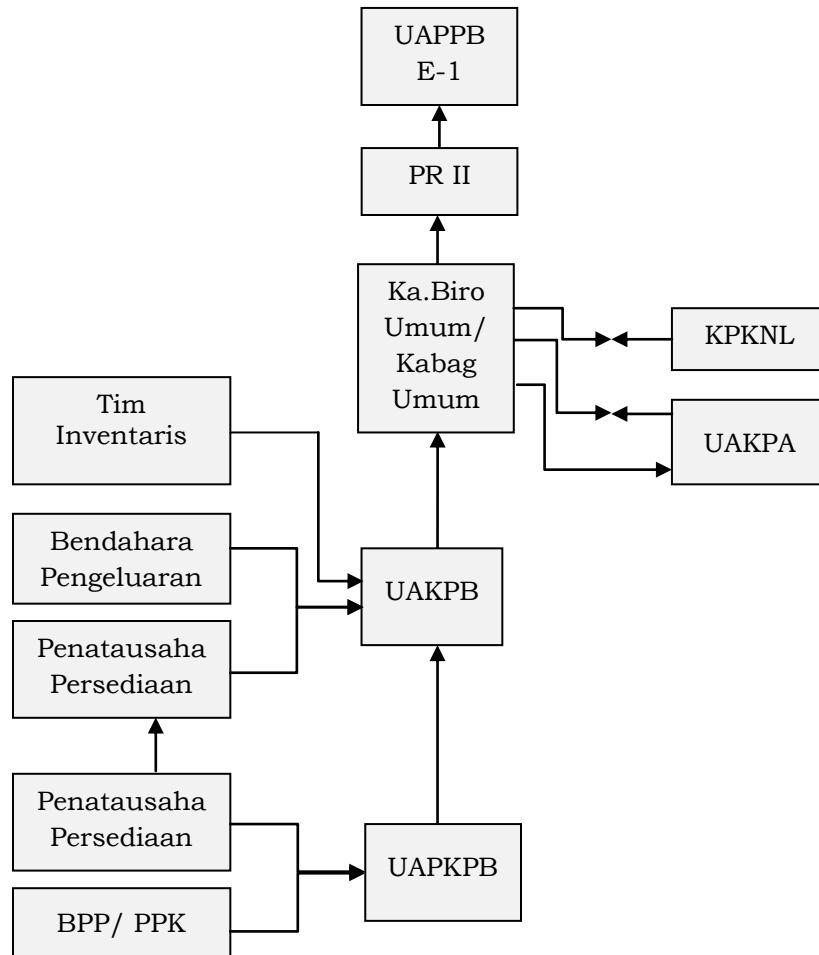 UAPPB
E-1
PR II
Ka.Biro
Umum/
Kabag
Umum
KPKNL
Tim
Inventaris
UAKPA
Bendahara
Pengeluaran
UAKPB
Penatausaha
Persediaan
Penatausaha
Persediaan
UAPKPB
BPP/ PPK